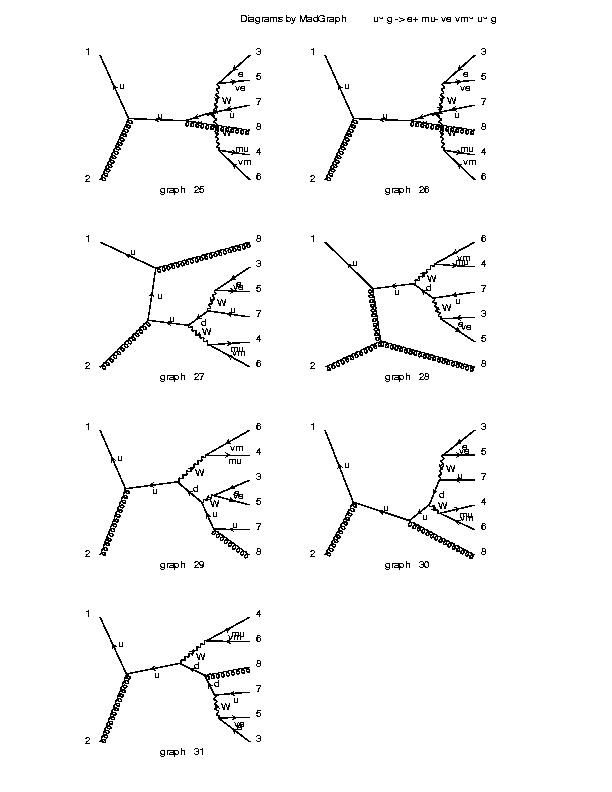 Diagrams by MadGraph u~ g -> e+ mu- ve vm~ u~ g
1 3
e 5
u ve
W 7
u u
8
W
mu 4
vm
2 6
graph 25
1 3
e 5
u ve
W 7
u u
8
W
mu 4
vm
2 6
graph 26
1 8
u 3
ve 5
u W
u u 7
d
W 4
mu
vm
2 6
graph 27
1 6
vm
mu 4
u W
u d 7
u
W 3
ve 5
2 8
graph 28
1 6
vm 4
u W mu
3
u d
W ve 5
u
u 7
2 8
graph 29
1 3
e
ve 5
u W
u 7
d
u W 4
u mu
vm 6
2 8
graph 30
1 4
mu
vm 6
u W
8
u d
d 7
u
W 5
ve
2 3
graph 31